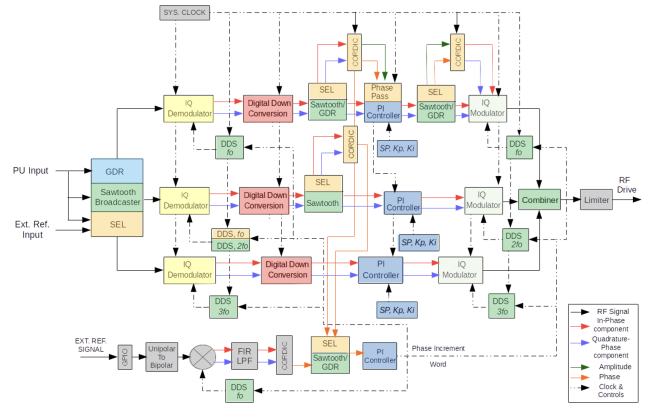 SYS. CLOCK
CORDIC
CORDIC
SEL
Sawtooth/
GDR
Phase
Pass
PI
Controller
SEL
Sawtooth/
GDR
IQ
Demodulator
Digital Down
Conversion
IQ
Modulator
DDS
fo
SP, Kp, Ki
DDS
fo
CORDIC
PU Input
GDR
Sawtooth
Broadcaster
SEL
Ext. Ref.
Input
IQ
Demodulator
Digital Down
Conversion
SEL
Sawtooth
PI
Controller
IQ
Modulator
Combiner
Limiter
RF
Drive
DDS, fo
DDS, 2fo
SP, Kp, Ki
DDS
2fo
IQ
Demodulator
Digital Down
Conversion
PI
Controller
IQ
Modulator
DDS
3fo
SP, Kp, Ki
DDS
3fo
EXT. REF.
SIGNAL
GPIO
Unipolar
To
Bipolar
FIR
LPF
CORDIC
SEL
Sawtooth/
GDR
PI
Controller
Phase Increment
Word
DDS
fo
RF Signal
In-Phase
component
Quadrature-
Phase
component
Amplitude
Phase
Clock &
Controls